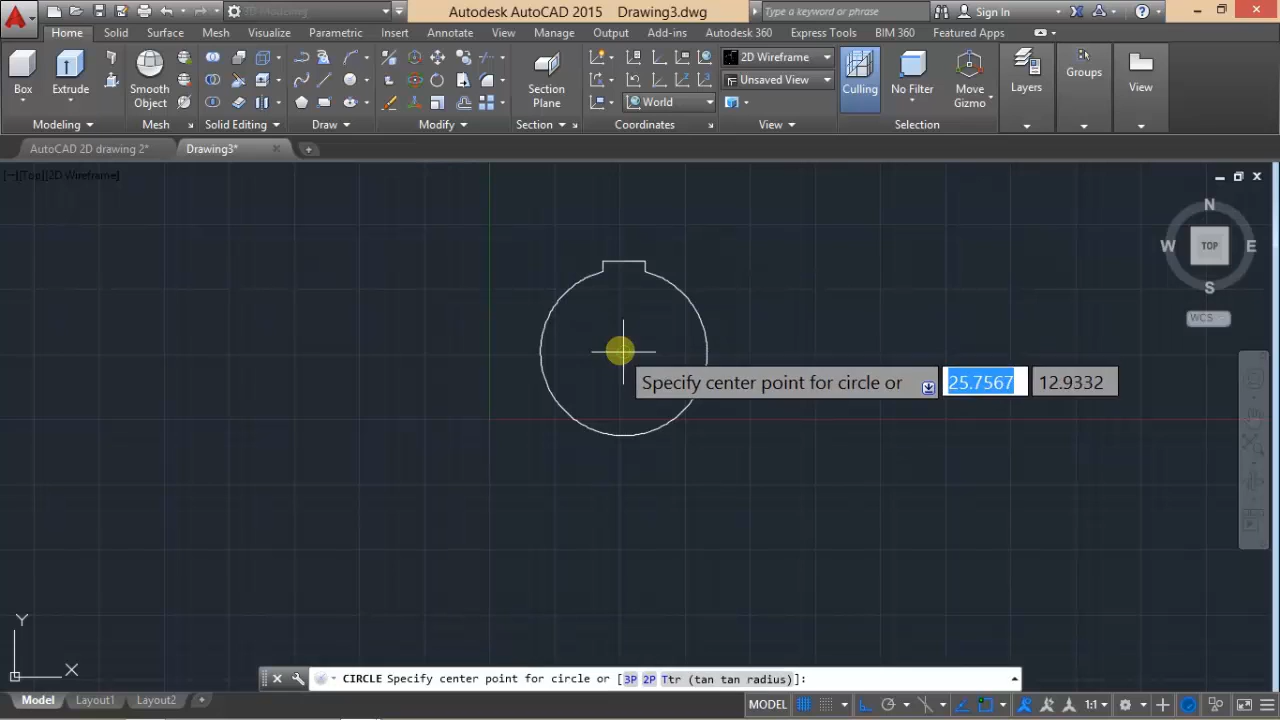 3D Modeling
Autodesk AutoCAD 2015 Drawing3.dwg
Type a keyword or phrase
Sign In
Home Solid Surface Mesh Visualize Parametric Insert Annotate View Manage Output Add-ins Autodesk 360 Express Tools BIM 360 Featured Apps
Box
Extrude
Smooth
Object
Section
Plane
World
2D Wireframe
Unsaved View
Culling
No Filter
Move
Gizmo
Layers
Groups
View
Modeling Mesh Solid Editing Draw Modify Section Coordinates View Selection
AutoCAD 2D drawing 2* Drawing3*
[−][Top][2D Wireframe]
N
W TOP E
S
WCS
Specify center point for circle or 25.7567 12.9332
Y
X
CIRCLE Specify center point for circle or [3P 2P Ttr (tan tan radius)]:
Model Layout1 Layout2
MODEL 1:1